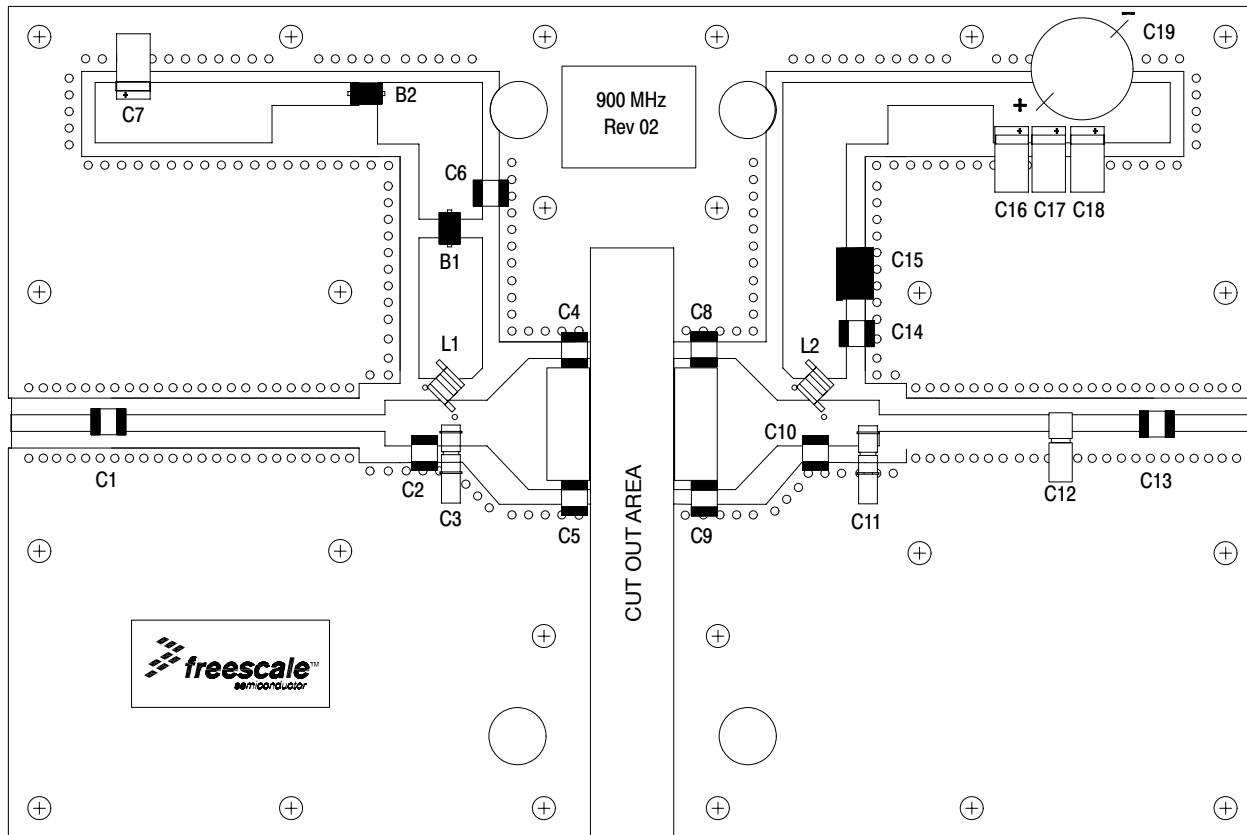 C19
B2
C7
+
+
+
+
+
−
900 MHz
Rev 02
C6
C16
C17
C18
B1
C15
C4
C8
C14
L1
L2
C1
C2
C3
C10
C11
C12
C13
C5
C9
CUT OUT AREA
freescale™
semiconductor